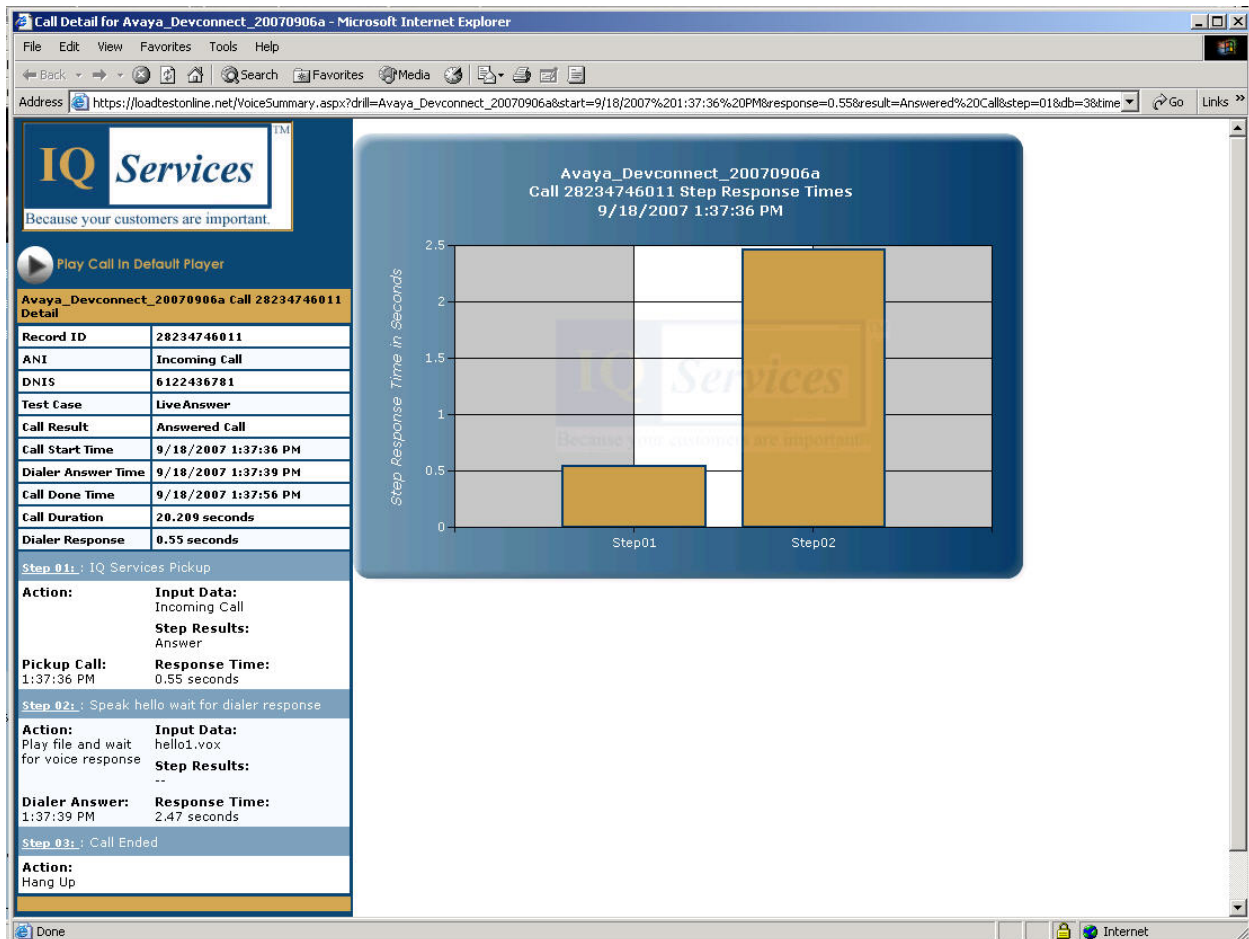 Call Detail for Avaya_Devconnect_20070906a - Microsoft Internet Explorer
File Edit View Favorites Tools Help
Back Search Favorites Media
Address https://loadtestonline.net/VoiceSummary.aspx?drill=Avaya_Devconnect_20070906a&start=9/18/2007%201:37:36%20PM&response=0.55&result=Answered%20Call&step=01&db=3&time Go Links »
IQ Services TM
Because your customers are important.
Play Call In Default Player
Avaya_Devconnect_20070906a Call 28234746011 Detail
Record ID 28234746011
ANI Incoming Call
DNIS 6122436781
Test Case LiveAnswer
Call Result Answered Call
Call Start Time 9/18/2007 1:37:36 PM
Dialer Answer Time 9/18/2007 1:37:39 PM
Call Done Time 9/18/2007 1:37:56 PM
Call Duration 20.209 seconds
Dialer Response 0.55 seconds
Step 01: : IQ Services Pickup
Action: Input Data:
Incoming Call
Step Results:
Answer
Pickup Call: Response Time:
1:37:36 PM 0.55 seconds
Step 02: : Speak hello wait for dialer response
Action: Input Data:
Play file and wait hello1.vox
for voice response Step Results:
--
Dialer Answer: Response Time:
1:37:39 PM 2.47 seconds
Step 03: : Call Ended
Action:
Hang Up
Avaya_Devconnect_20070906a
Call 28234746011 Step Response Times
9/18/2007 1:37:36 PM
Step Response Time in Seconds
2.5
2
1.5
1
0.5
0
Step01 Step02
IQ Services TM
Because your customers are important.
Done Internet